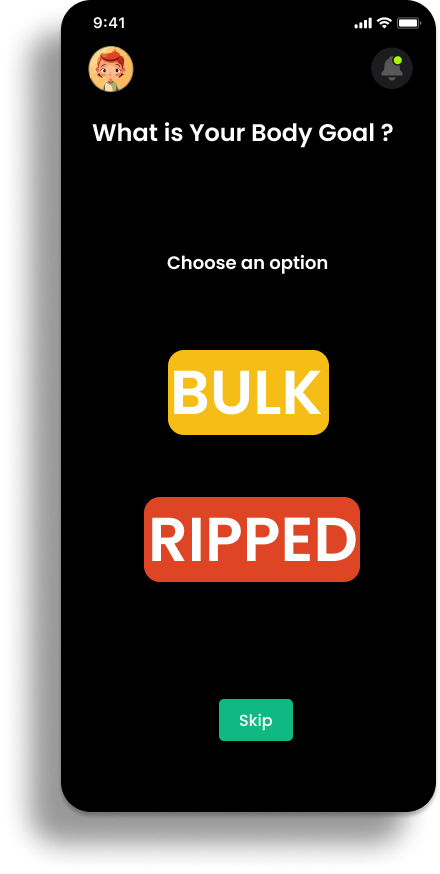 9:41
What is Your Body Goal ?
Choose an option
BULK
RIPPED
Skip